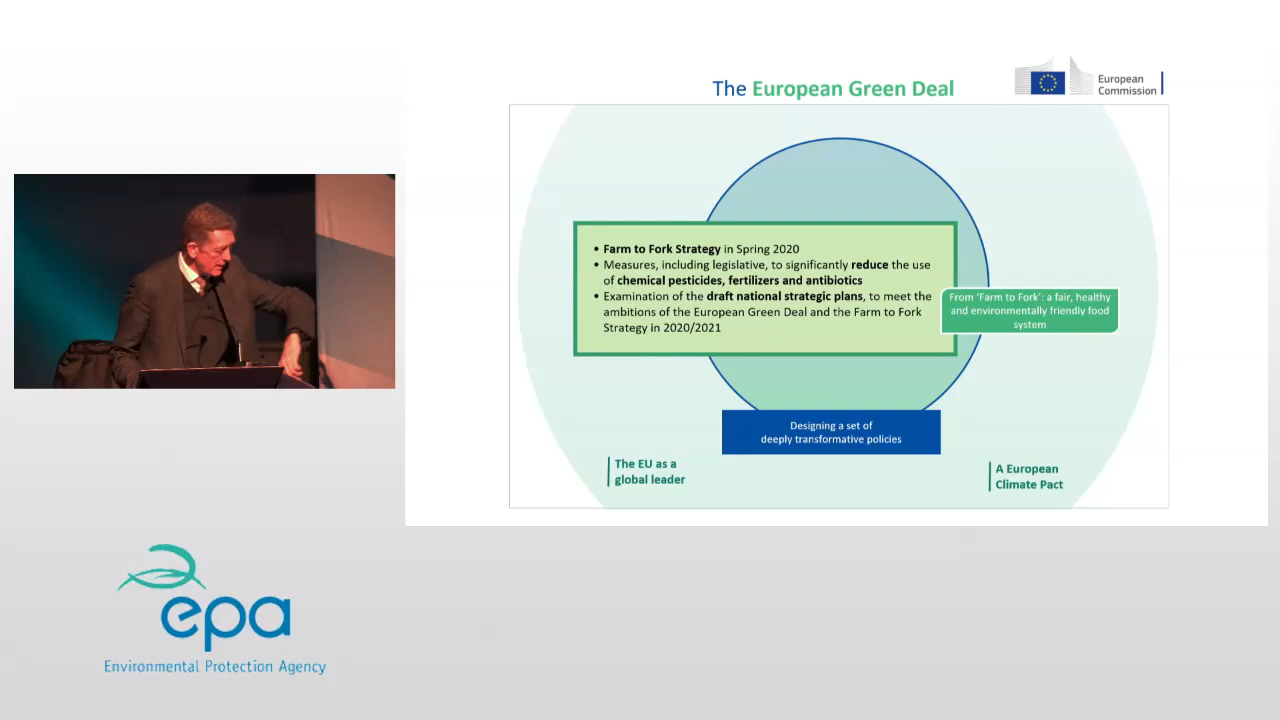 The European Green Deal
European
Commission
• Farm to Fork Strategy in Spring 2020
• Measures, including legislative, to significantly reduce the use
of chemical pesticides, fertilizers and antibiotics
• Examination of the draft national strategic plans, to meet the
ambitions of the European Green Deal and the Farm to Fork
Strategy in 2020/2021
From ‘Farm to Fork’: a fair, healthy
and environmentally friendly food
system
Designing a set of
deeply transformative policies
The EU as a
global leader
A European
Climate Pact
epa
Environmental Protection Agency